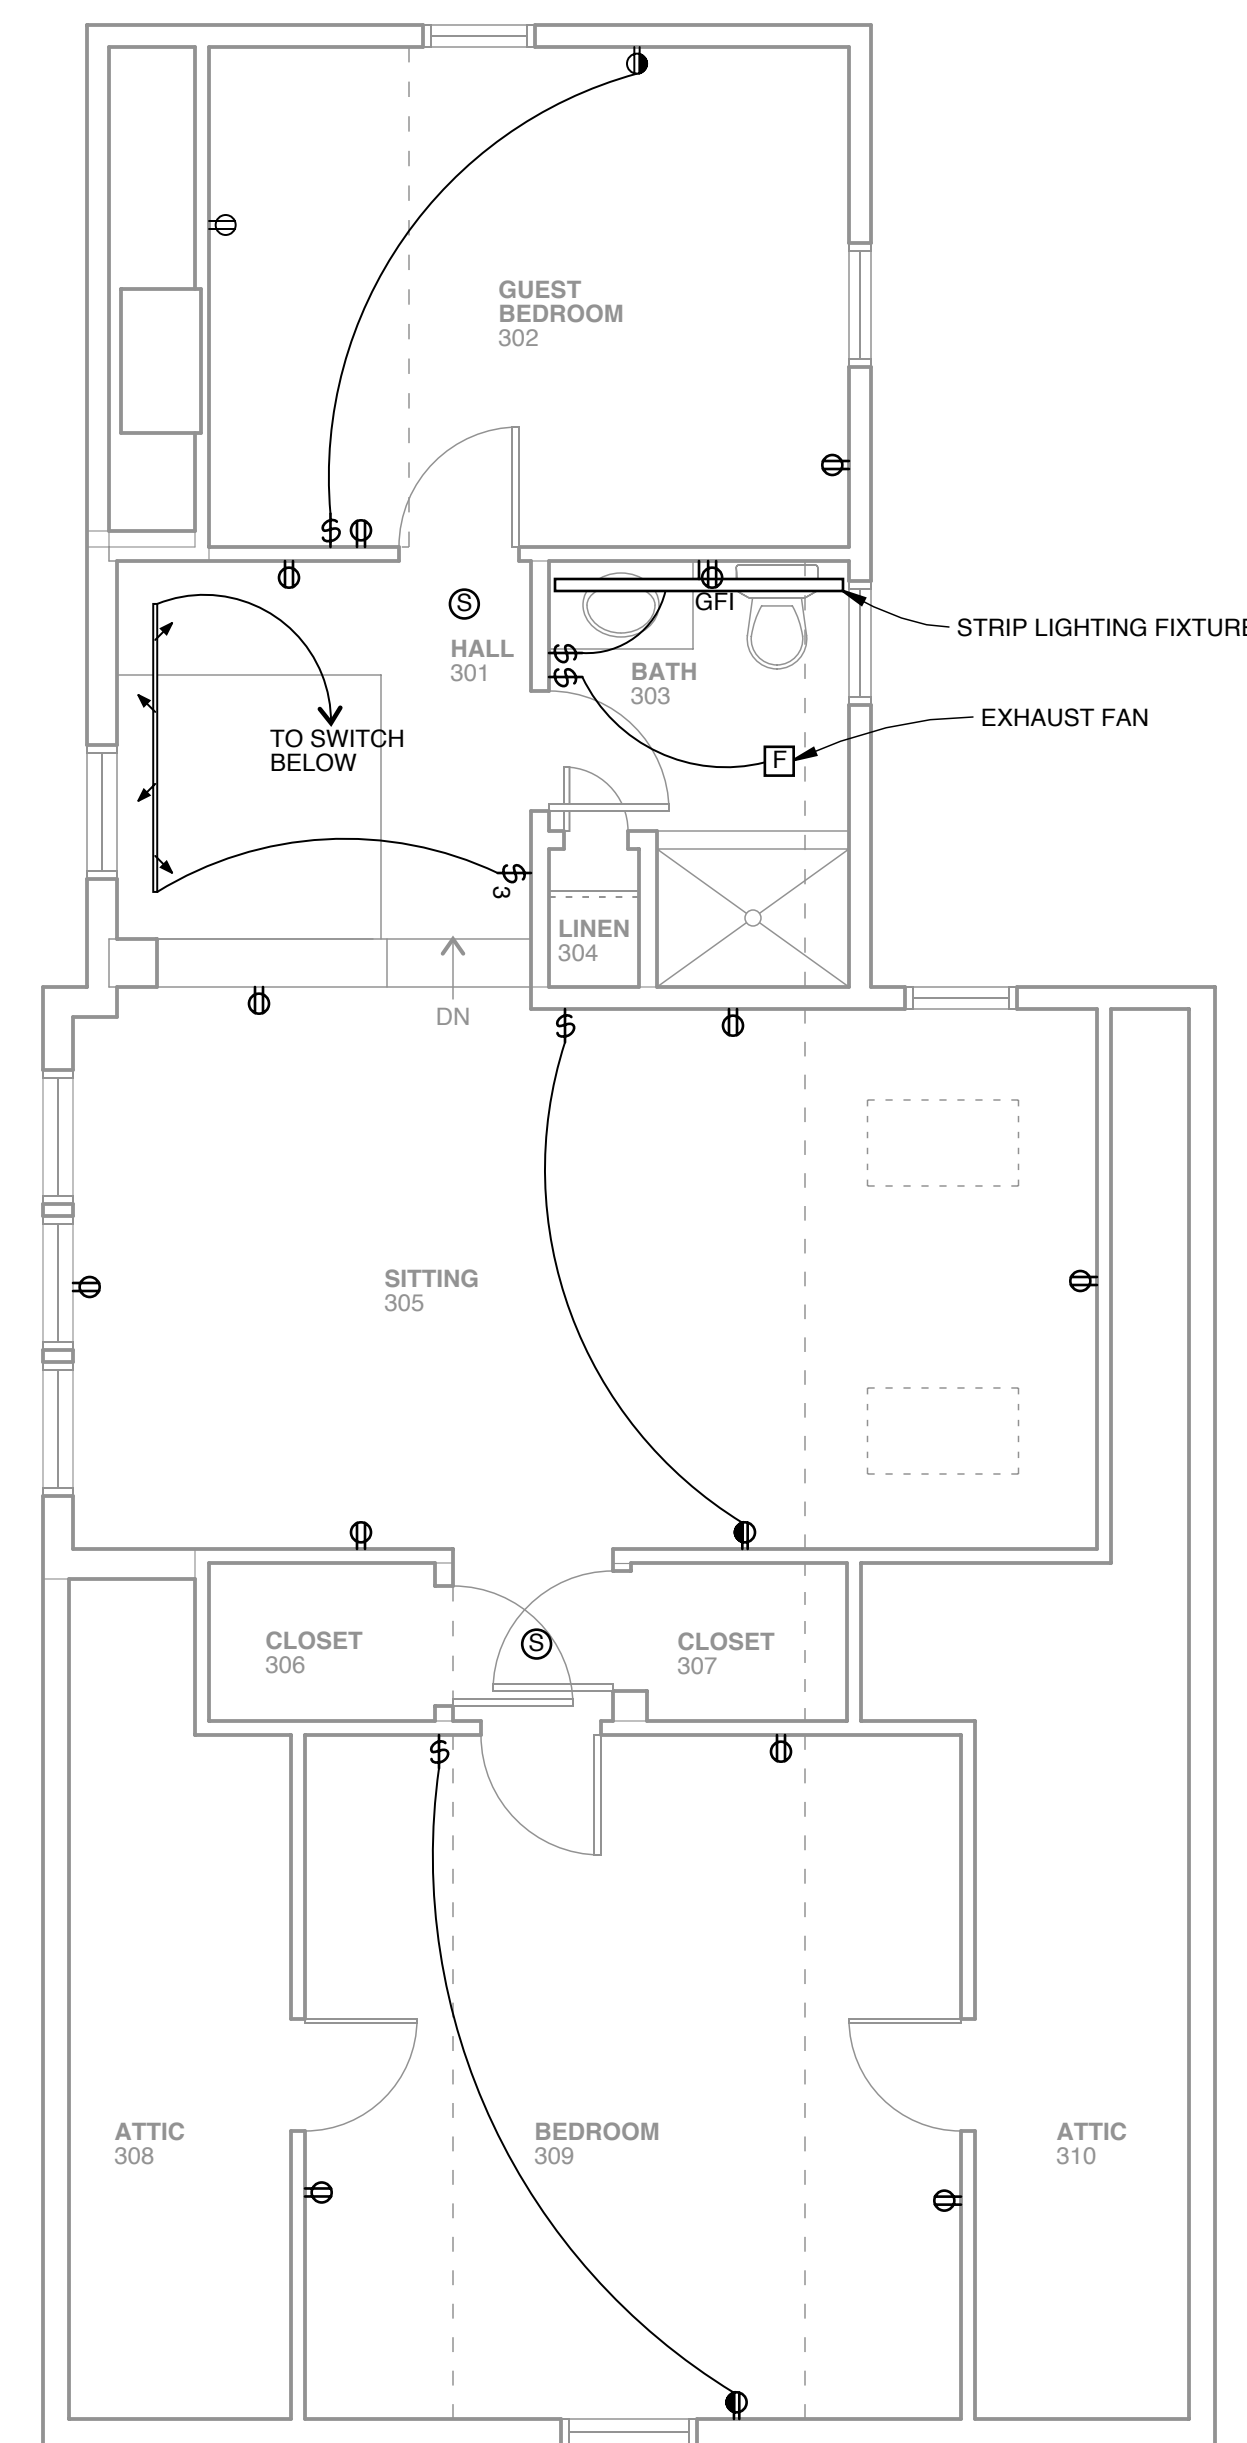 GUEST
BEDROOM
302
S
HALL
301
GFI
STRIP LIGHTING FIXTURE
BATH
303
EXHAUST FAN
F
TO SWITCH
BELOW
$
$
$
$3
LINEN
304
DN
$
SITTING
305
CLOSET
306
S
CLOSET
307
$
ATTIC
308
BEDROOM
309
ATTIC
310